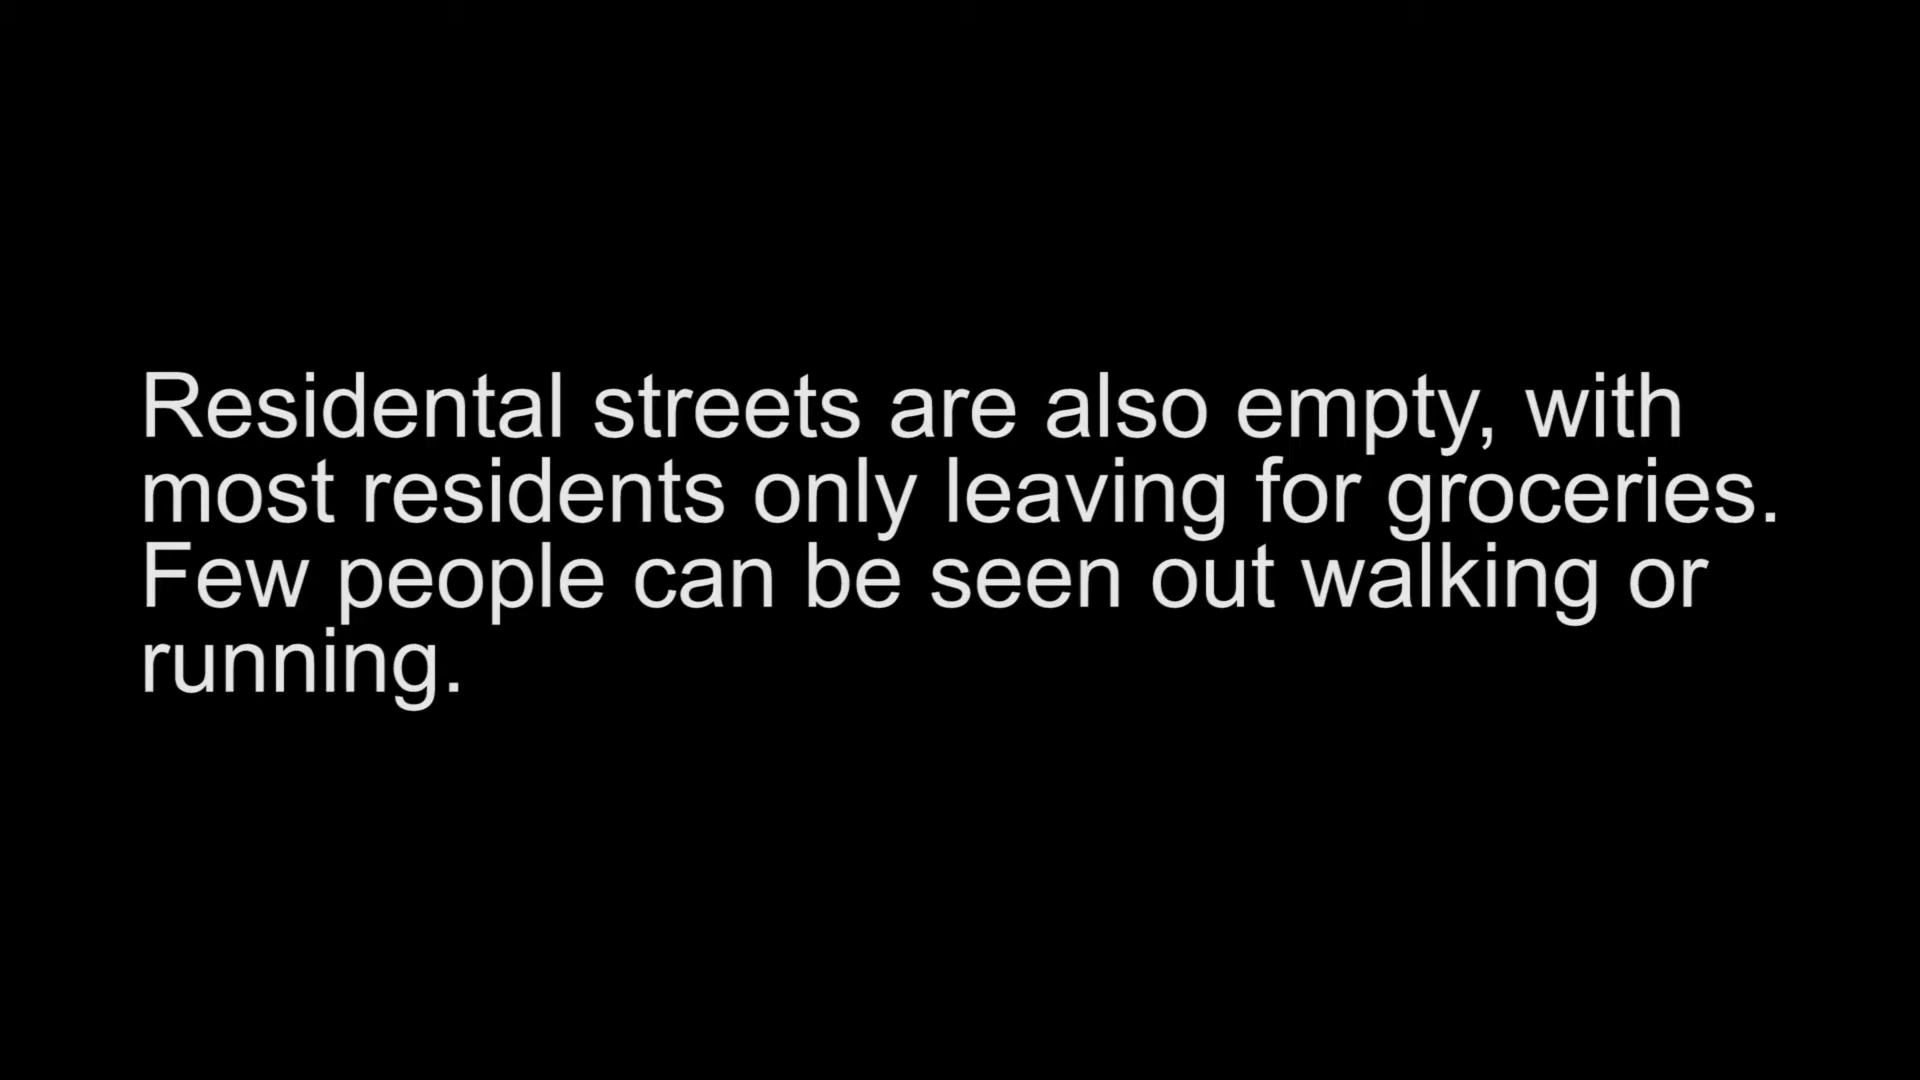 Residental streets are also empty, with
most residents only leaving for groceries.
Few people can be seen out walking or
running.